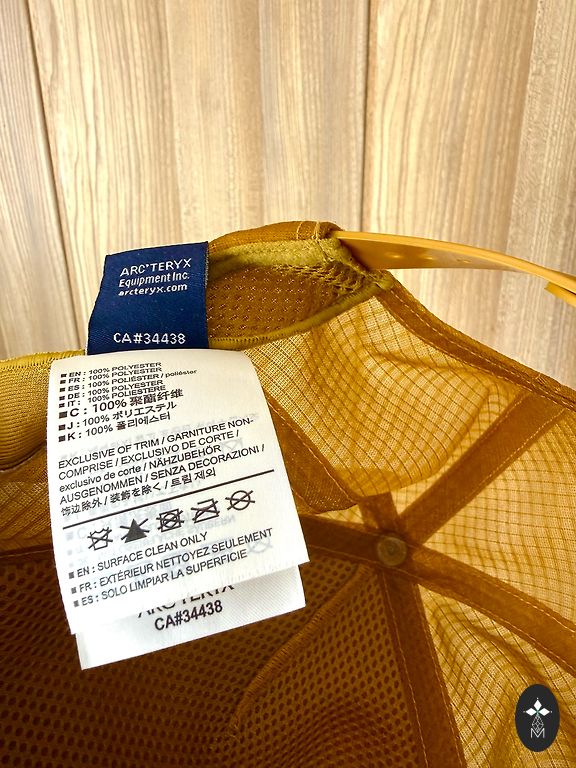 ARC'TERYX
Equipment Inc.
arcteryx.com
CA#34438
■ EN : 100% POLYESTER
■ FR : 100% POLYESTER
■ ES : 100% POLIÉSTER / poliéster
■ DE : 100% POLYESTER
■ IT : 100% POLIESTERE
■ C : 100% 聚酯纤维
■ J : 100% ポリエステル
■ K : 100% 폴리에스터
EXCLUSIVE OF TRIM / GARNITURE NON-
COMPRISE / EXCLUSIVO DE CORTE /
exclusivo de corte / NÄHZUBEHÖR
AUSGENOMMEN / SENZA DECORAZIONI /
饰边除外 / 装飾を除く / 트림 제외
■ EN : SURFACE CLEAN ONLY
■ FR : EXTÉRIEUR NETTOYEZ SEULEMENT
■ ES : SOLO LIMPIAR LA SUPERFICIE
ARC'TERYX
CA#34438
M